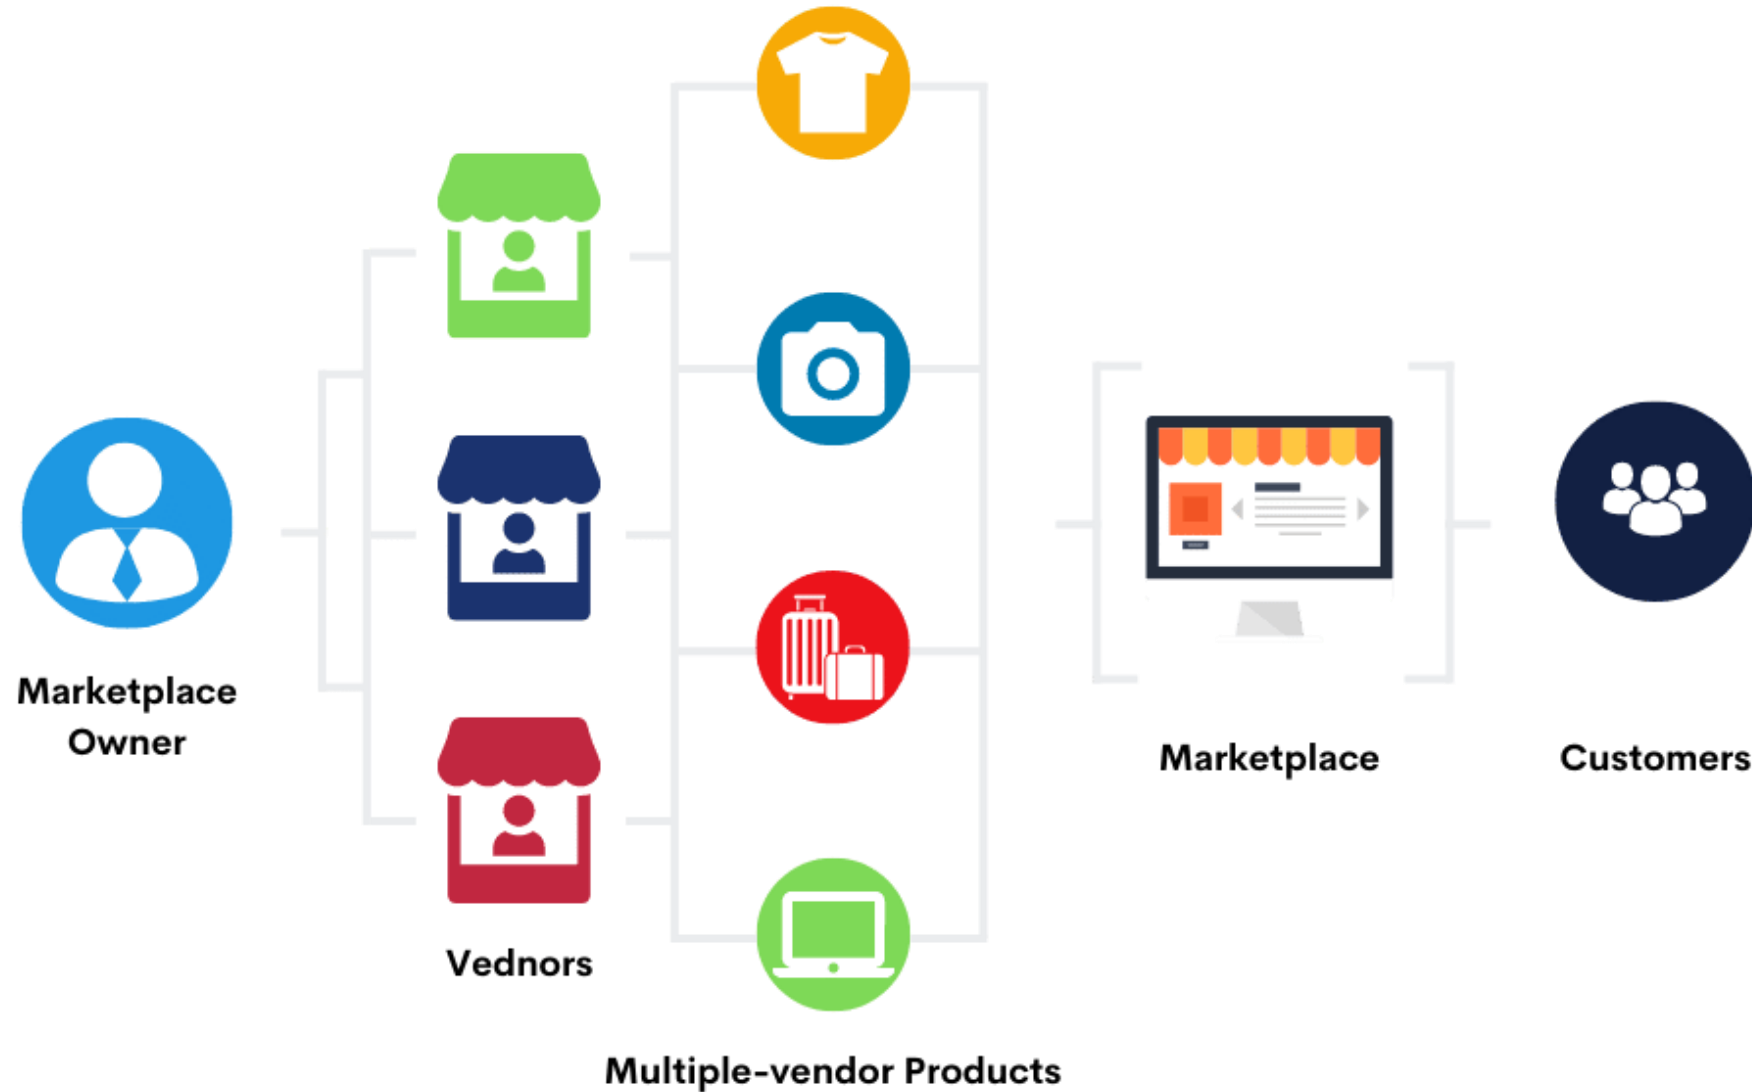 Marketplace
Owner
Vednors
Multiple-vendor Products
Marketplace
Customers